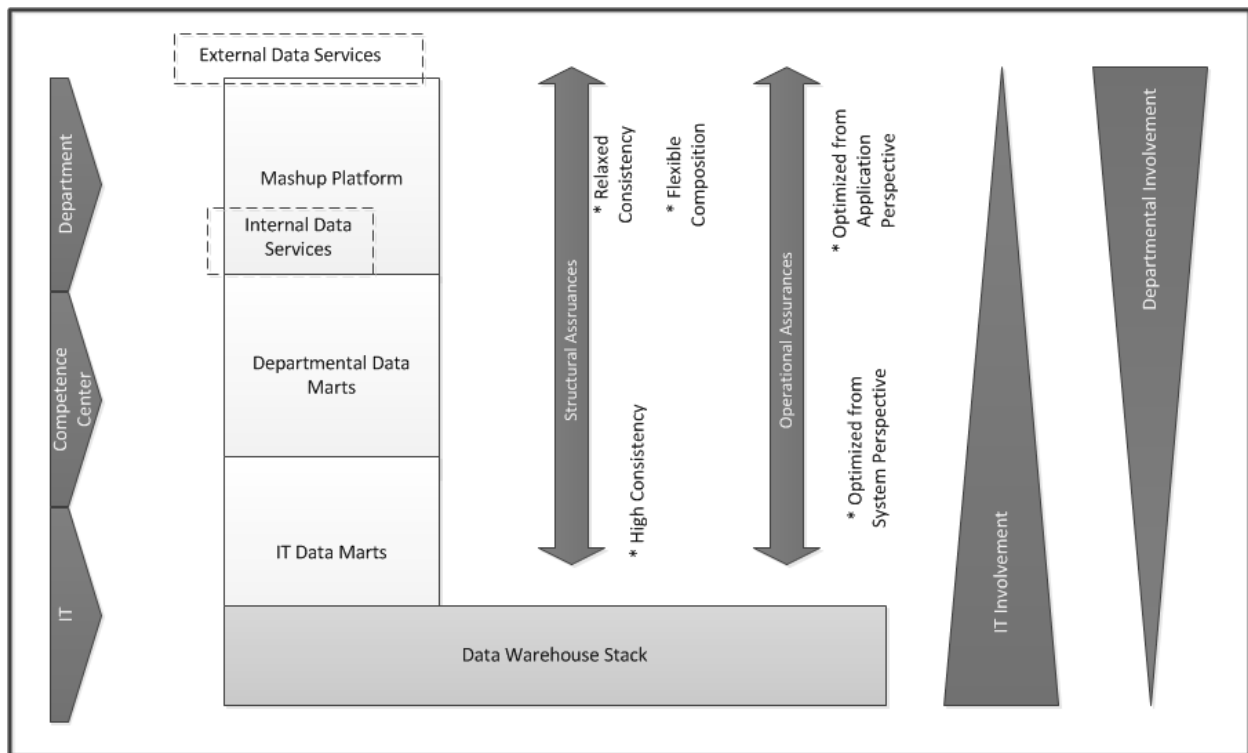 External Data Services
Department
Mashup Platform
Internal Data
Services
Competence
Center
Departmental Data
Marts
IT
IT Data Marts
Data Warehouse Stack
Structural Assruances
* Relaxed
Consistency
* Flexible
Composition
* High Consistency
Operational Assurances
* Optimized from
Application
Perspective
* Optimized from
System Perspective
IT Involvement
Departmental Involvement